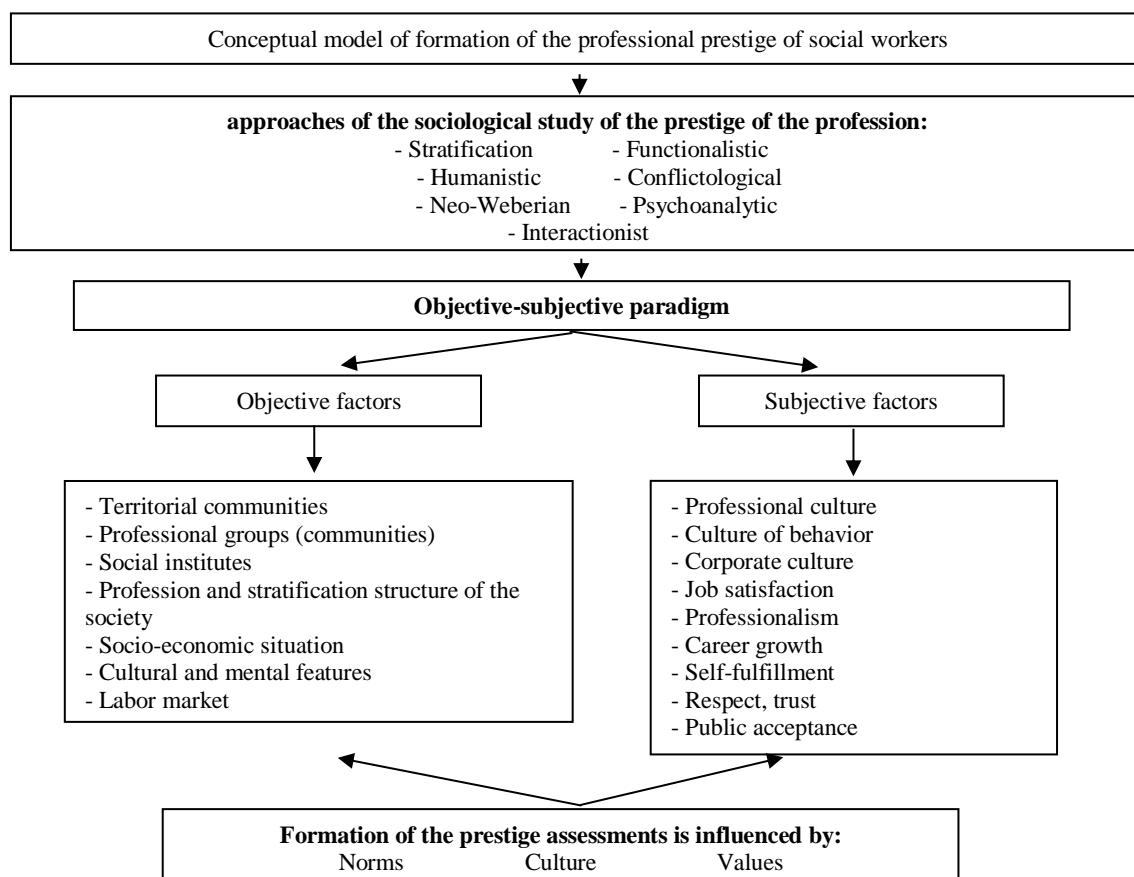 Conceptual model of formation of the professional prestige of social workers
approaches of the sociological study of the prestige of the profession:
- Stratification - Functionalistic
- Humanistic - Conflictological
- Neo-Weberian - Psychoanalytic
- Interactionist
Objective-subjective paradigm
Objective factors
Subjective factors
- Territorial communities
- Professional groups (communities)
- Social institutes
- Profession and stratification structure of the
society
- Socio-economic situation
- Cultural and mental features
- Labor market
- Professional culture
- Culture of behavior
- Corporate culture
- Job satisfaction
- Professionalism
- Career growth
- Self-fulfillment
- Respect, trust
- Public acceptance
Formation of the prestige assessments is influenced by:
Norms Culture Values